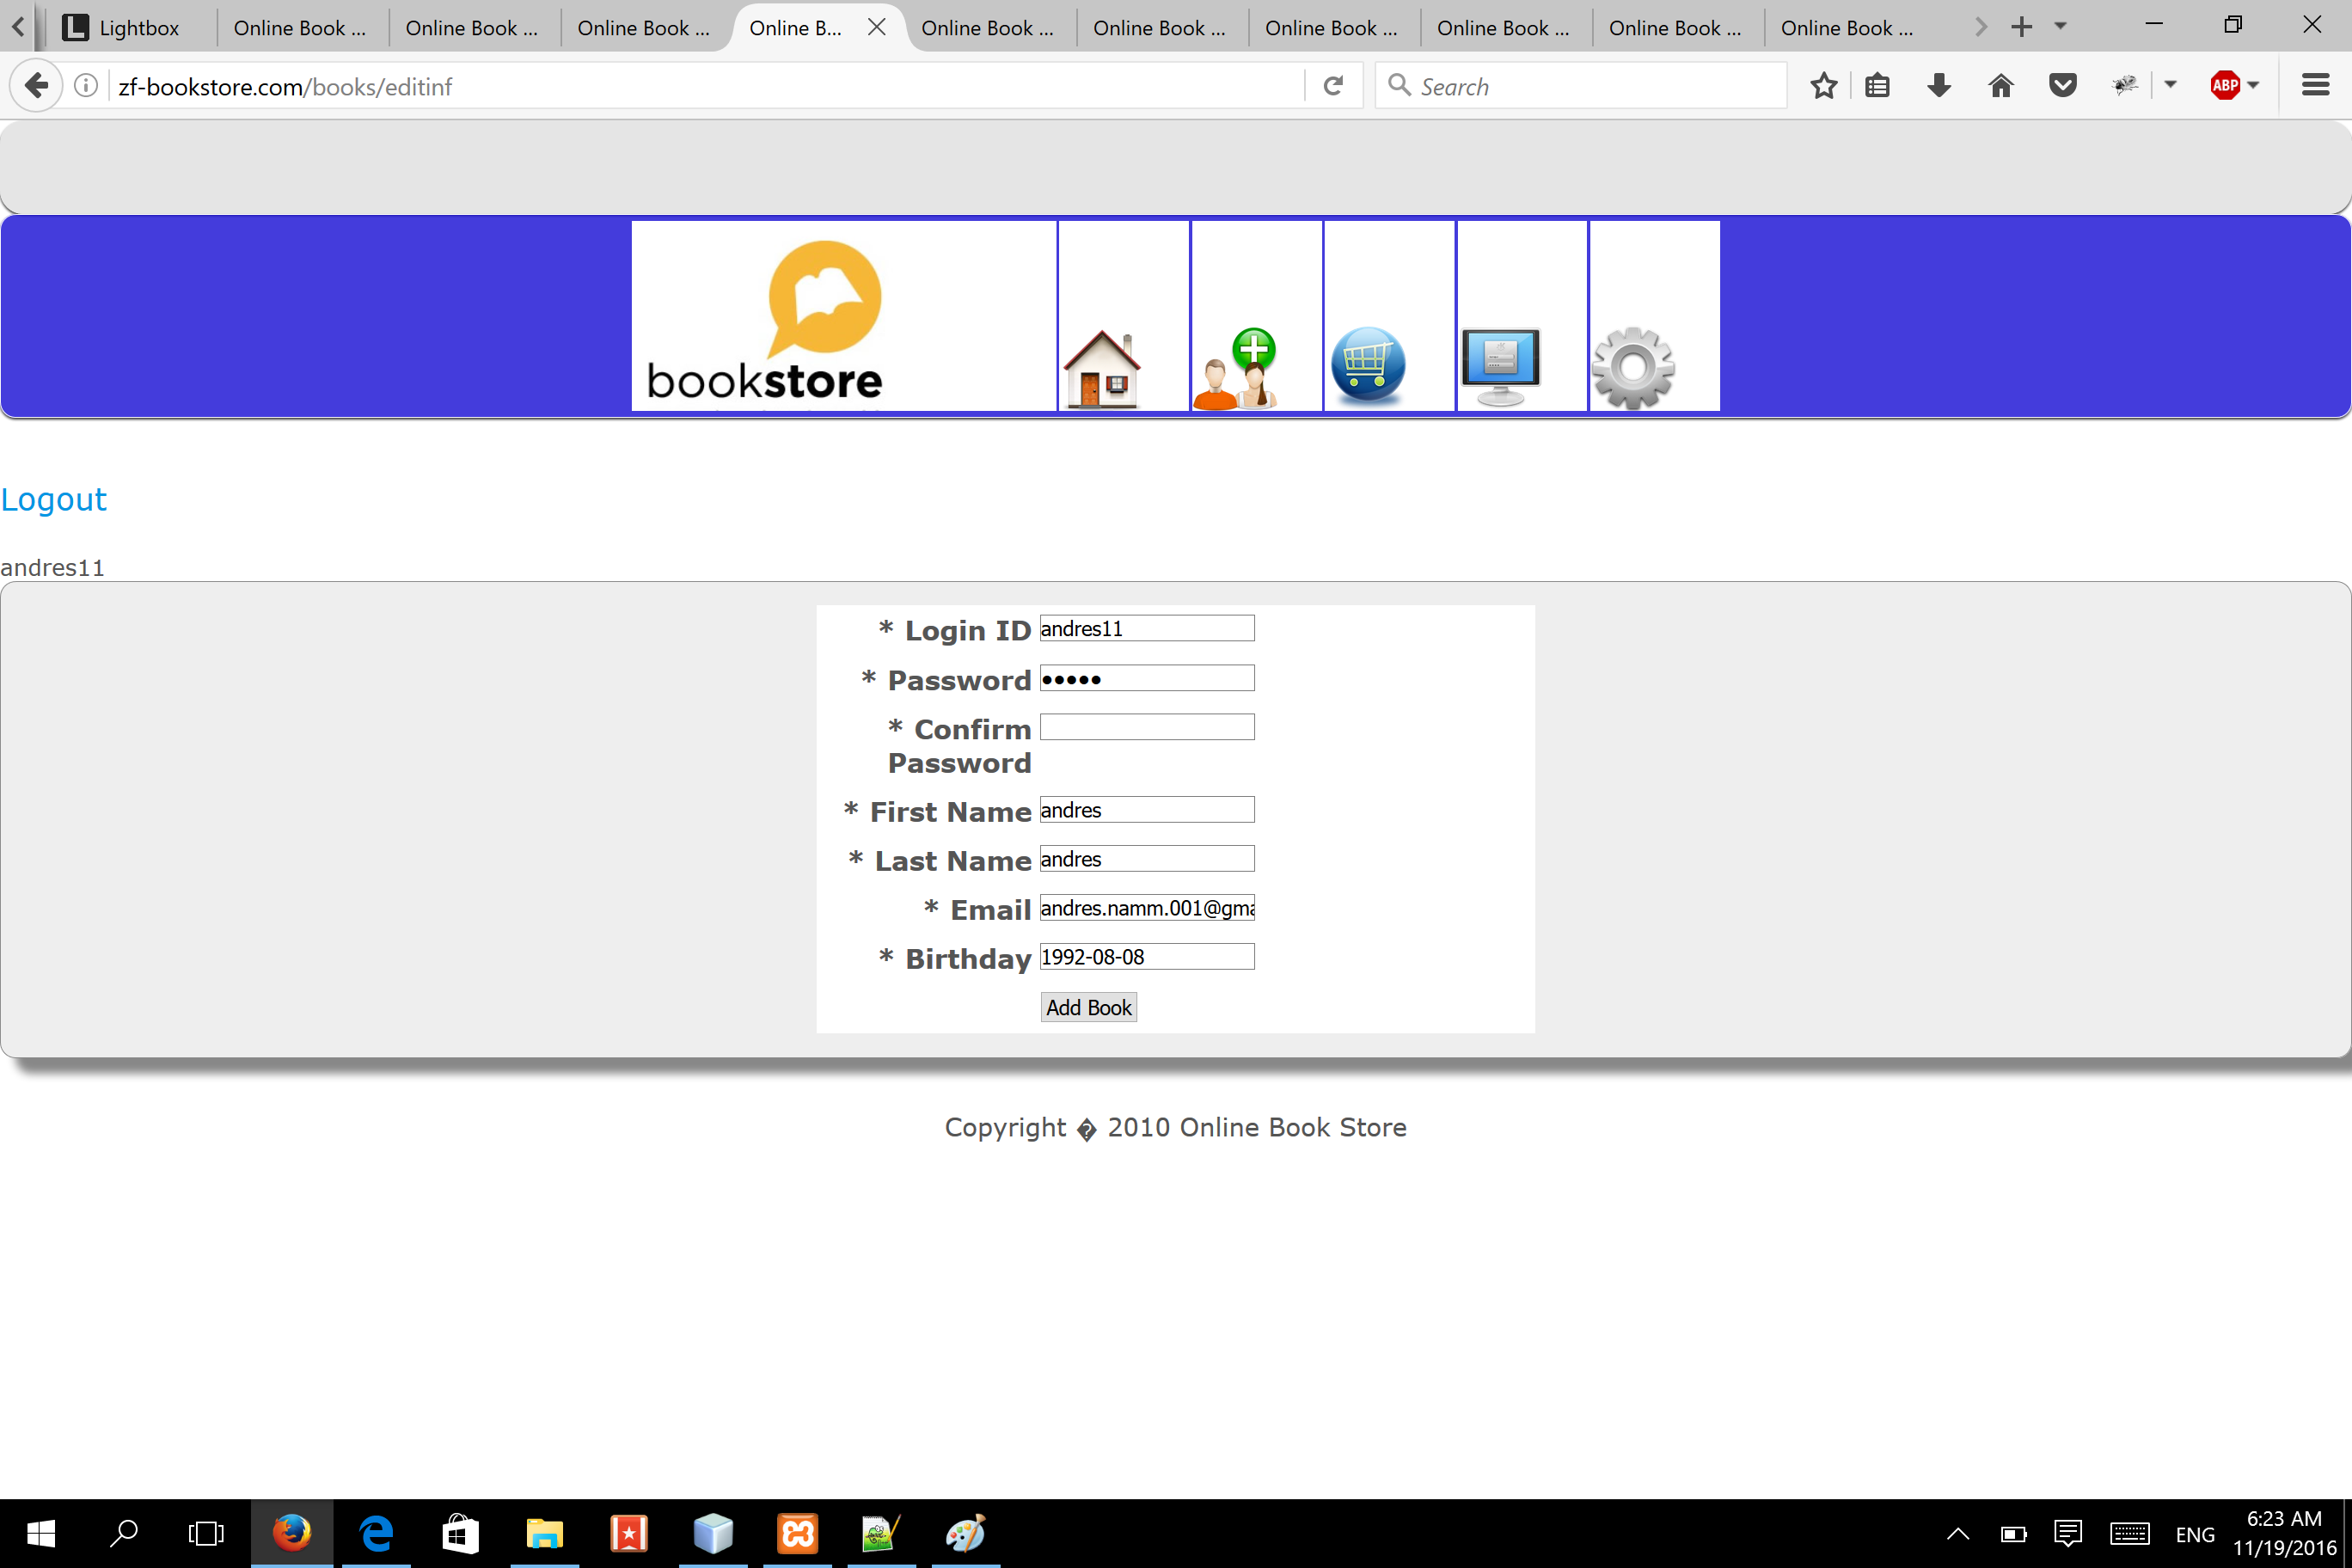 Lightbox
Online Book ...
Online Book ...
Online Book ...
Online B...
Online Book ...
Online Book ...
Online Book ...
Online Book ...
Online Book ...
Online Book ...
zf-bookstore.com/books/editinf
Search
ABP
bookstore
Logout
andres11
* Login ID andres11
* Password •••••
* Confirm
Password
* First Name andres
* Last Name andres
* Email andres.namm.001@gma
* Birthday 1992-08-08
Add Book
Copyright � 2010 Online Book Store
ENG
6:23 AM
11/19/2016